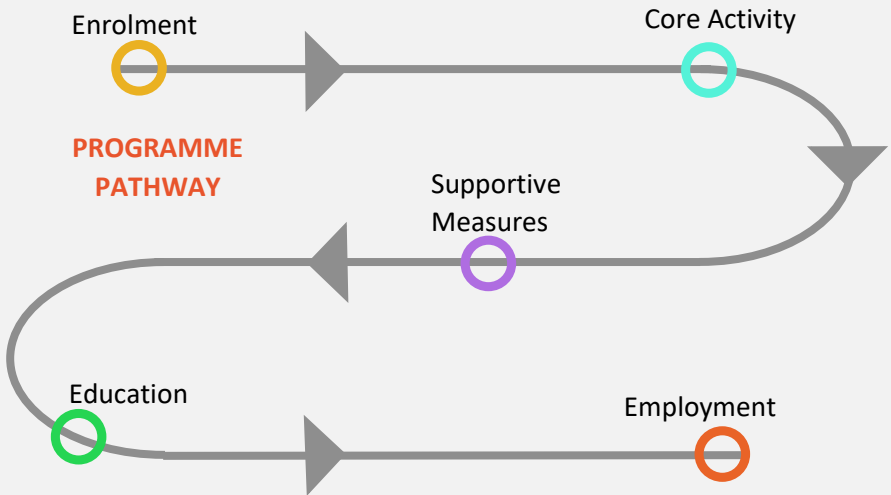 Enrolment
Core Activity
PROGRAMME
PATHWAY
Supportive
Measures
Education
Employment